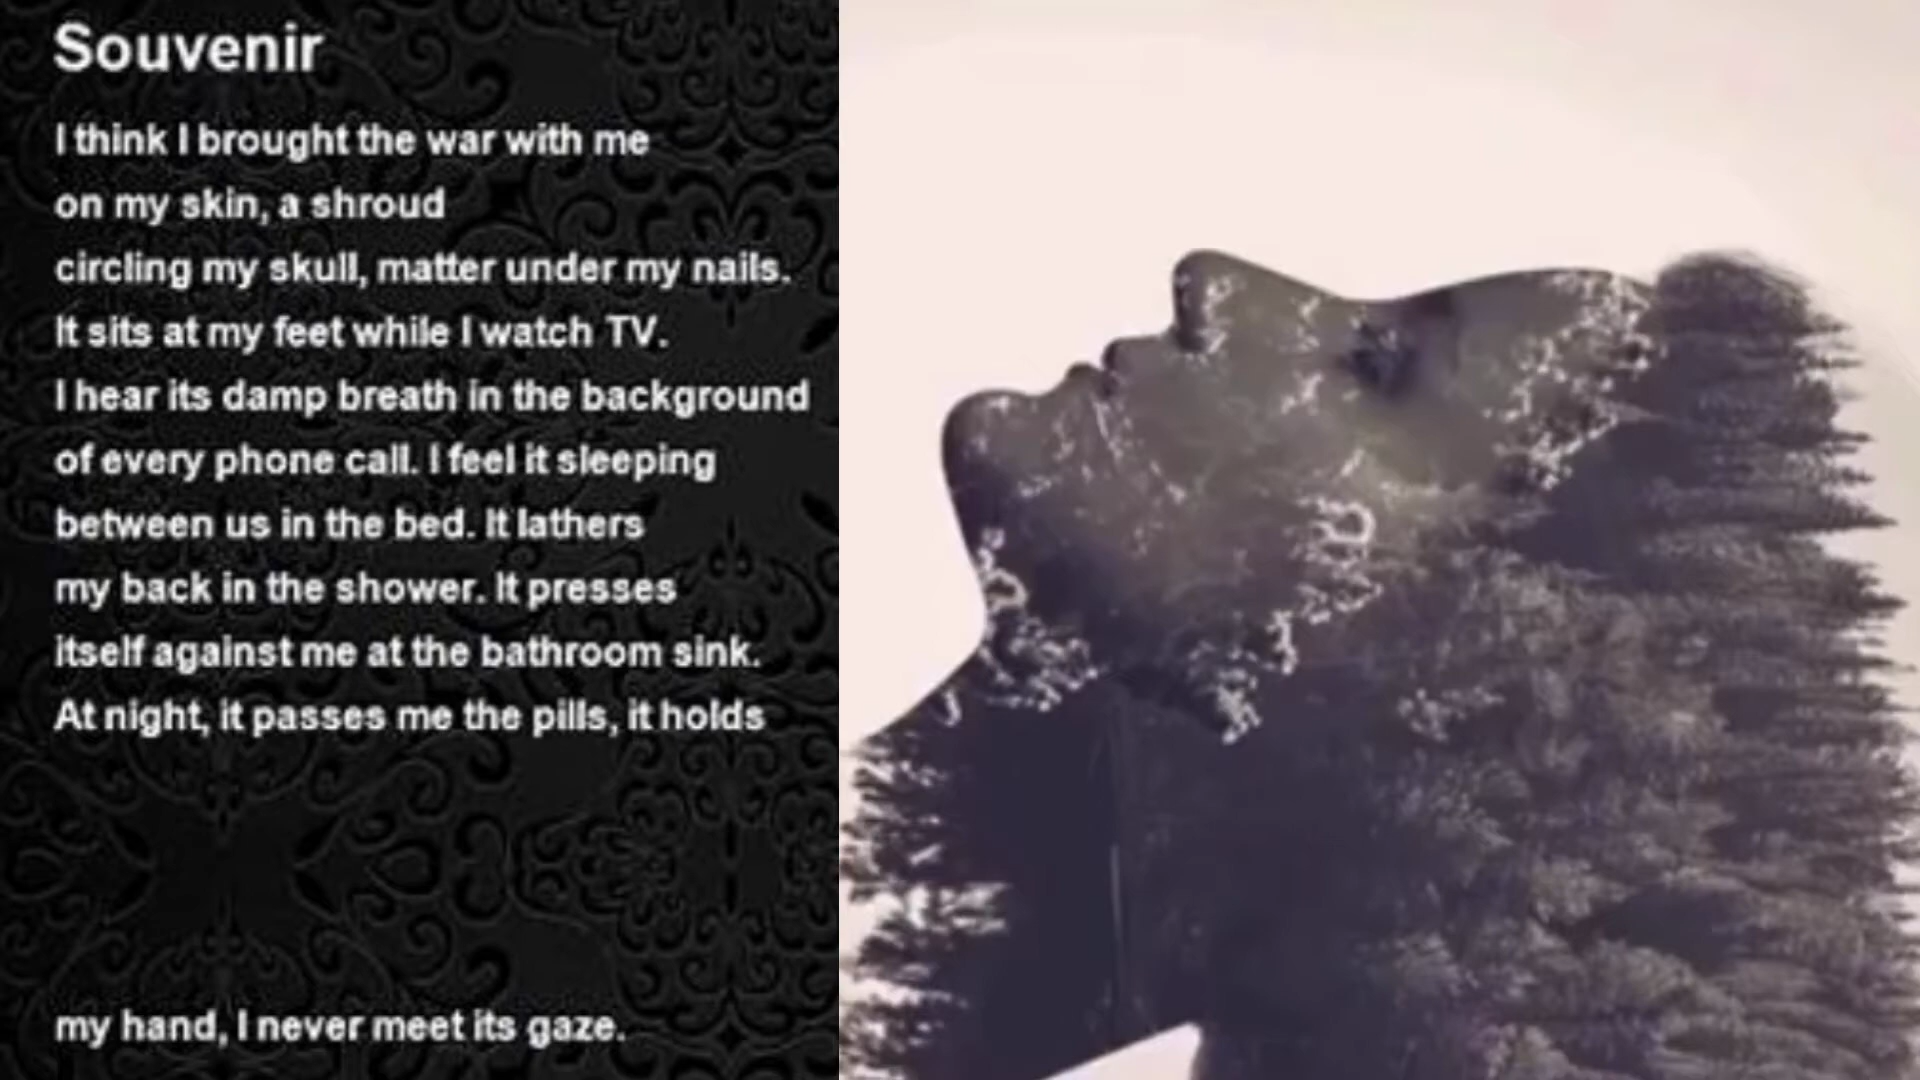 Souvenir
I think I brought the war with me
on my skin, a shroud
circling my skull, matter under my nails.
It sits at my feet while I watch TV.
I hear its damp breath in the background
of every phone call. I feel it sleeping
between us in the bed. It lathers
my back in the shower. It presses
itself against me at the bathroom sink.
At night, it passes me the pills, it holds
my hand, I never meet its gaze.